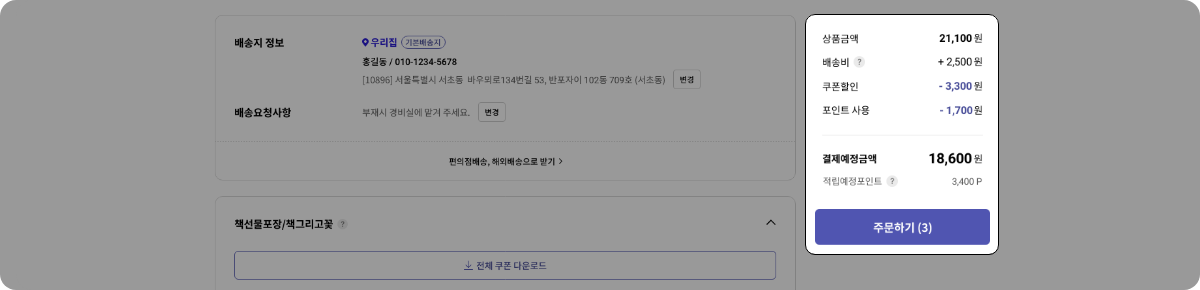 배송지 정보
우리집 기본배송지
홍길동 / 010-1234-5678
[10896] 서울특별시 서초동 바우뫼로134번길 53, 반포자이 102동 709호 (서초동) 변경
배송요청사항
부재시 경비실에 맡겨 주세요. 변경
편의점배송, 해외배송으로 받기 >
책선물포장/책그리고꽃 ?
전체 쿠폰 다운로드
상품금액 21,100 원
배송비 ? + 2,500 원
쿠폰할인 - 3,300 원
포인트 사용 - 1,700 원
결제예정금액 18,600 원
적립예정포인트 ? 3,400 P
주문하기 (3)